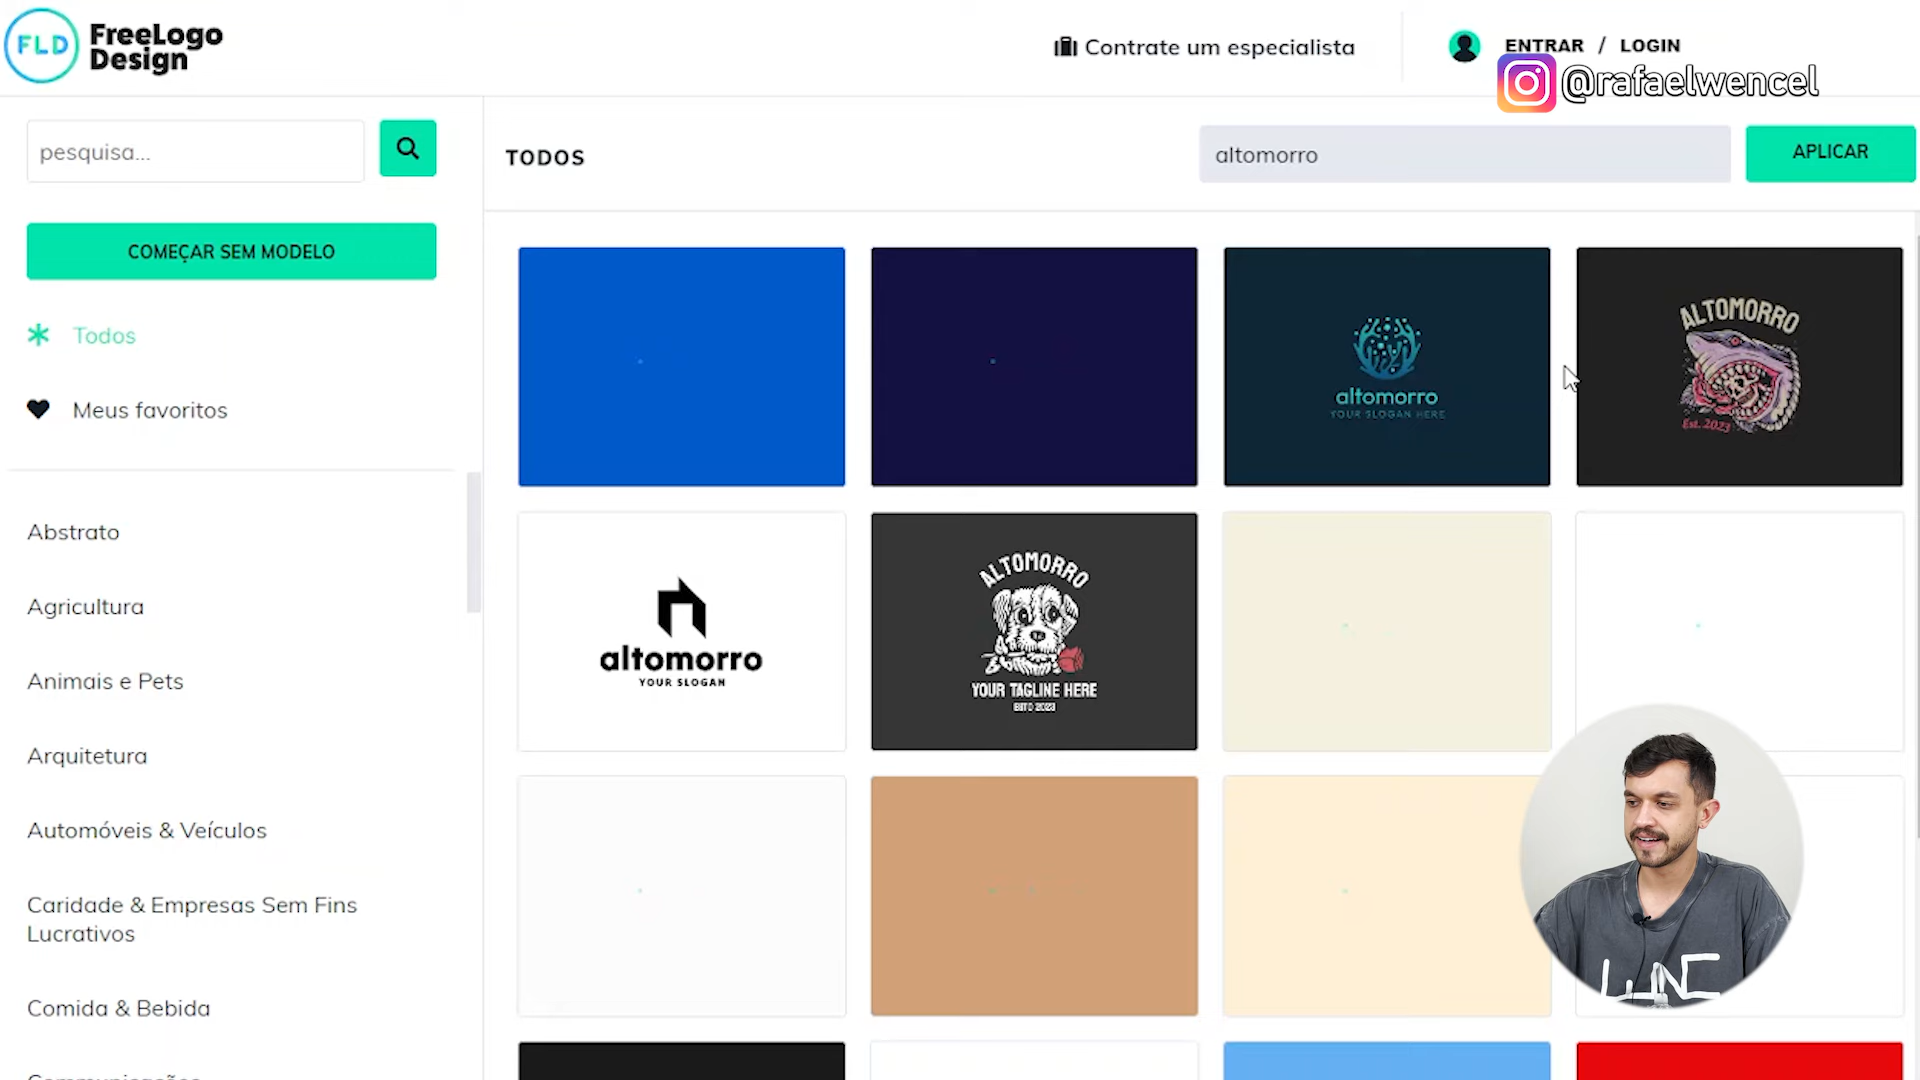 FLD FreeLogo Design
Contrate um especialista
ENTRAR / LOGIN
@rafaelwencel
pesquisa...
TODOS
altomorro
APLICAR
COMEÇAR SEM MODELO
Todos
Meus favoritos
Abstrato
Agricultura
Animais e Pets
Arquitetura
Automóveis & Veículos
Caridade & Empresas Sem Fins
Lucrativos
Comida & Bebida
altomorro
YOUR SLOGAN HERE
ALTOMORRO
Est. 2023
altomorro
YOUR SLOGAN
ALTOMORRO
YOUR TAGLINE HERE